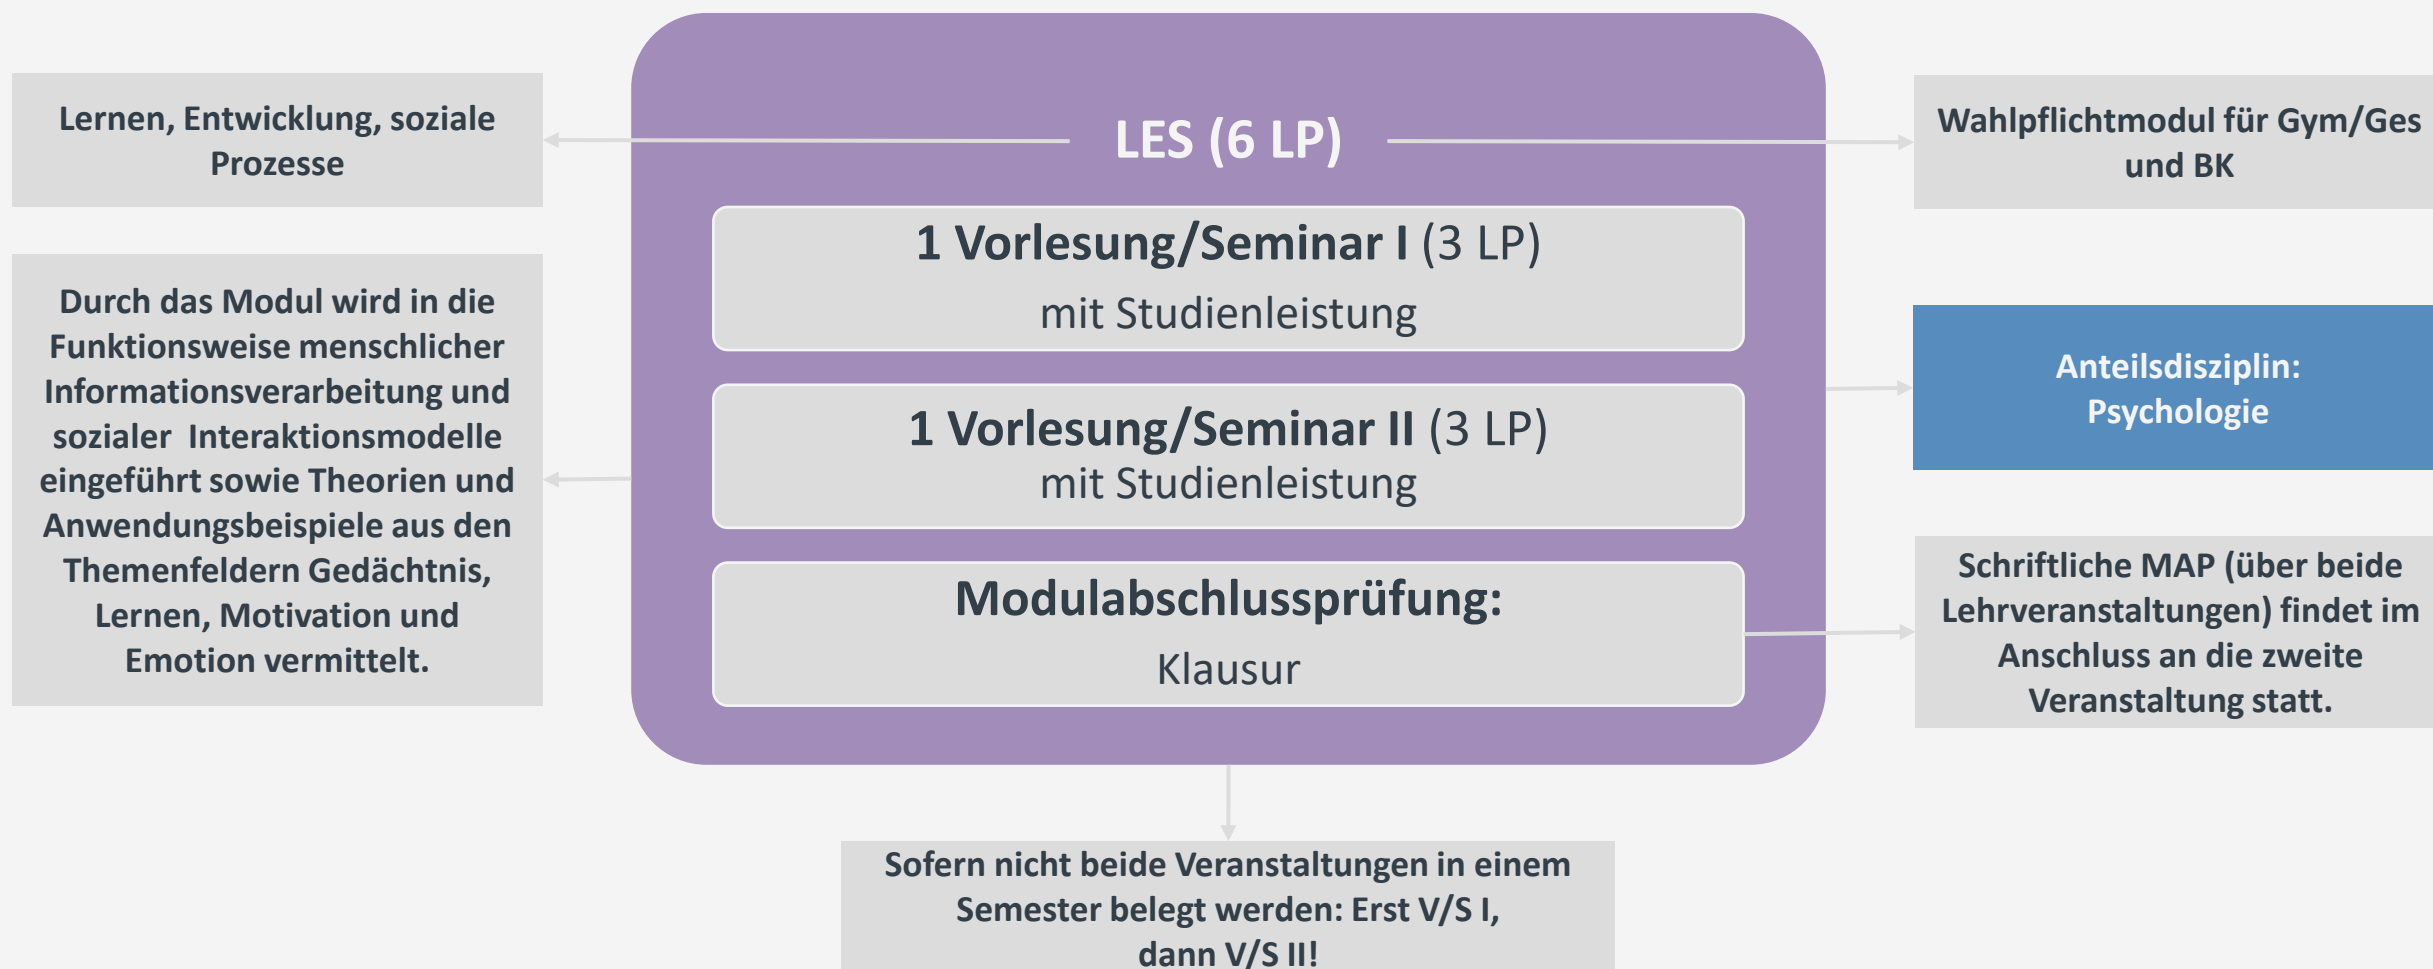 Lernen, Entwicklung, soziale
Prozesse
Durch das Modul wird in die
Funktionsweise menschlicher
Informationsverarbeitung und
sozialer Interaktionsmodelle
eingeführt sowie Theorien und
Anwendungsbeispiele aus den
Themenfeldern Gedächtnis,
Lernen, Motivation und
Emotion vermittelt.
LES (6 LP)
1 Vorlesung/Seminar I (3 LP)
mit Studienleistung
1 Vorlesung/Seminar II (3 LP)
mit Studienleistung
Modulabschlussprüfung:
Klausur
Wahlpflichtmodul für Gym/Ges
und BK
Anteilsdisziplin:
Psychologie
Schriftliche MAP (über beide
Lehrveranstaltungen) findet im
Anschluss an die zweite
Veranstaltung statt.
Sofern nicht beide Veranstaltungen in einem
Semester belegt werden: Erst V/S I,
dann V/S II!